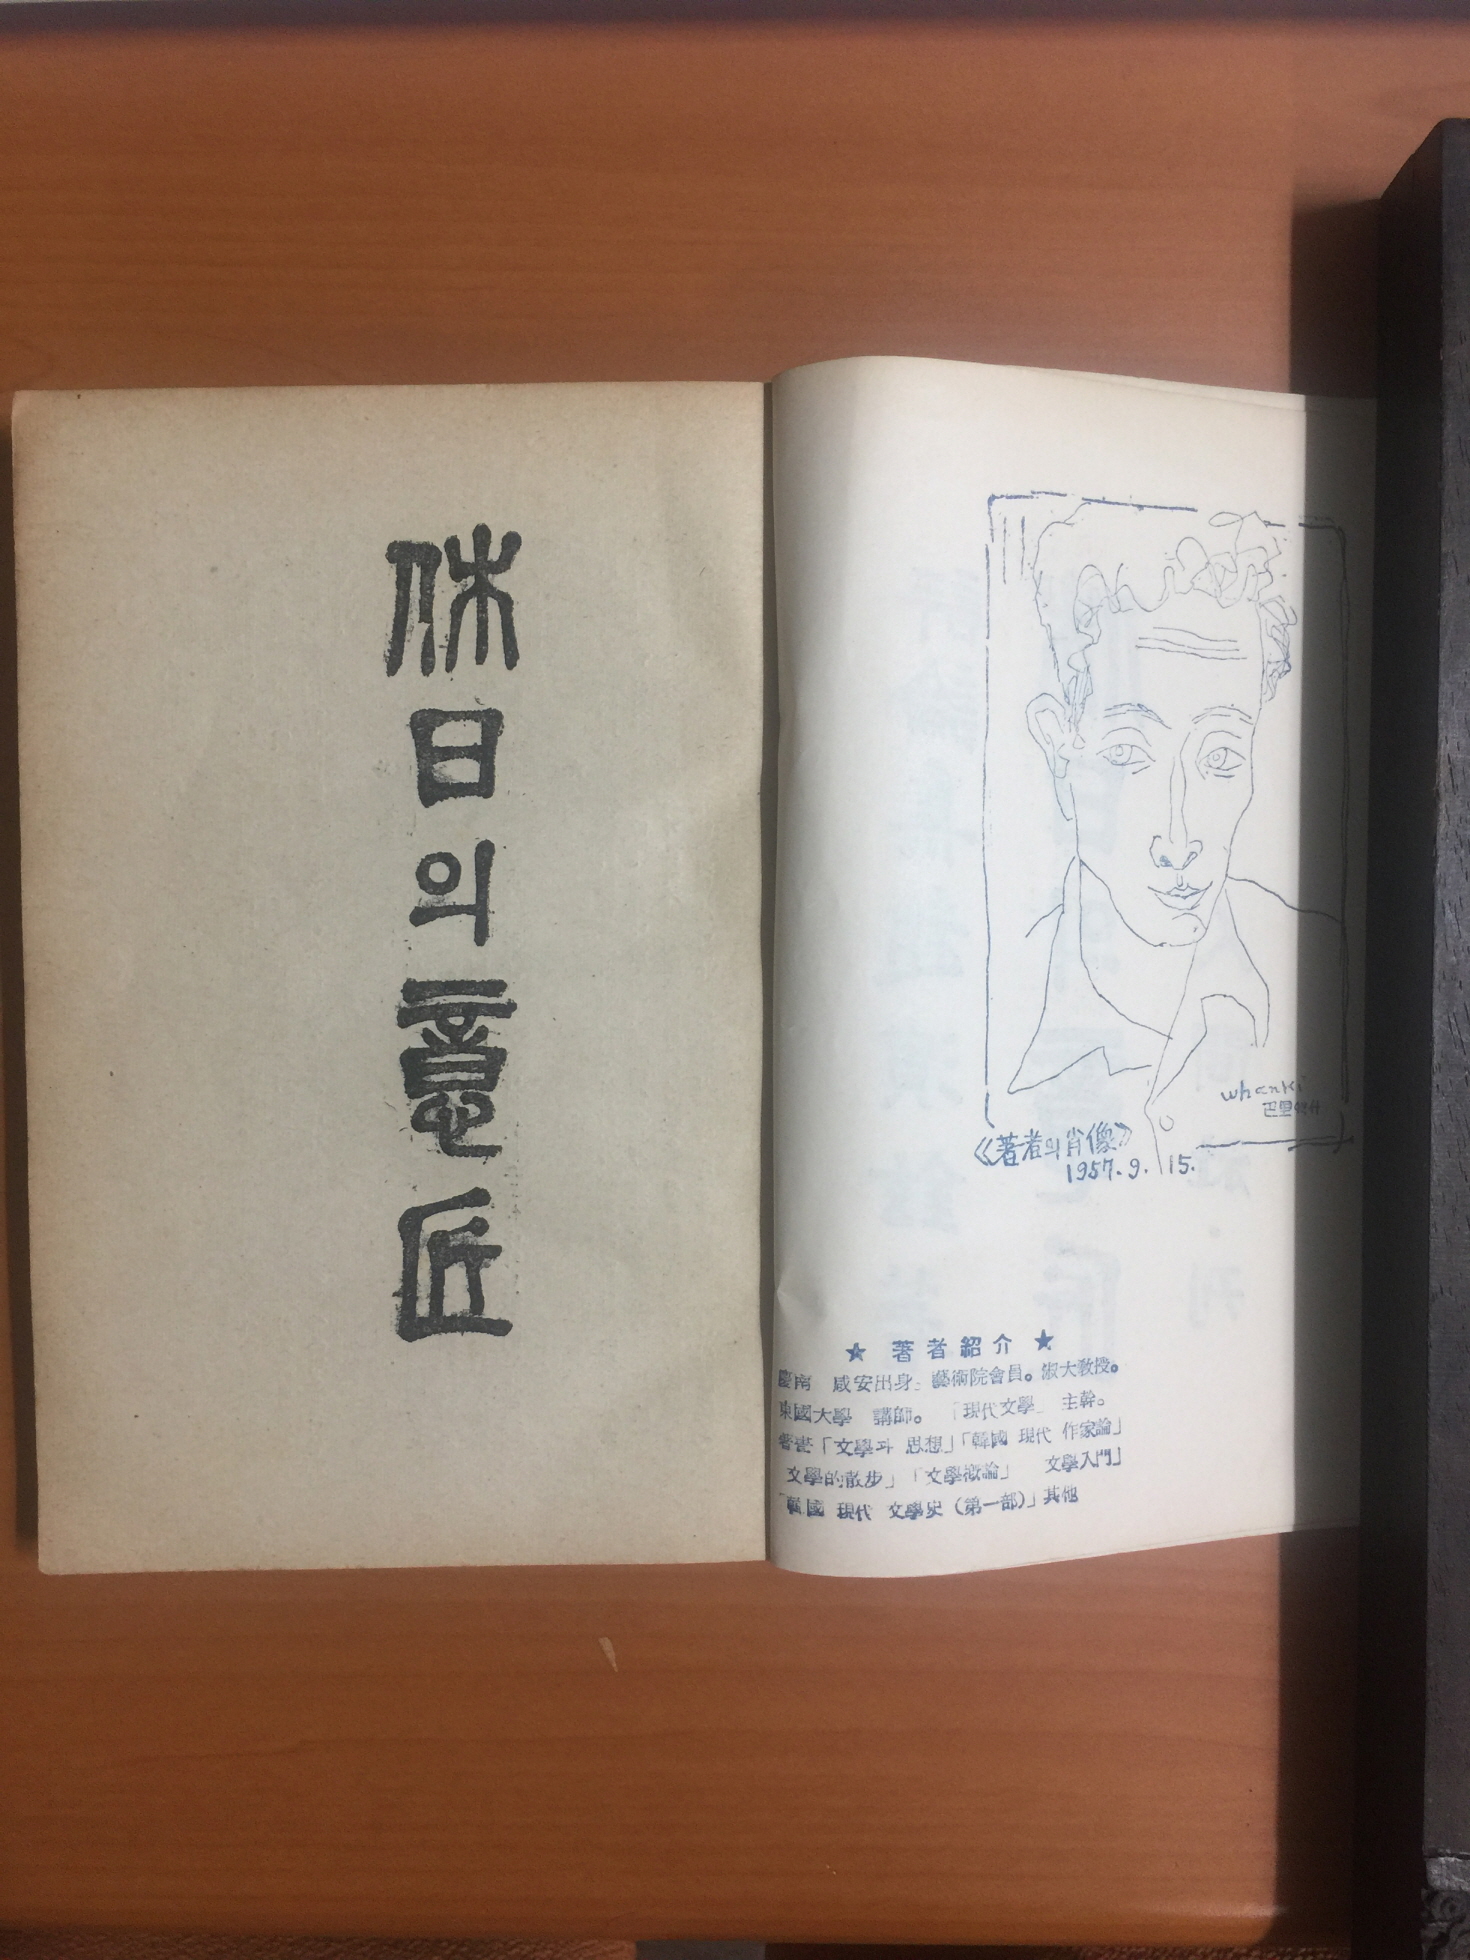 休日의意匠
whanki
巴里
《著者의肖像》
1957.9.15.
★ 著者紹介 ★
慶南 咸安出身。藝術院會員。淑大敎授。
東國大學 講師。「現代文學」 主幹。
著書「文學과 思想」「韓國 現代 作家論」
文學的散步」「文學槪論」 文學入門」
「韓國 現代 文學史 (第一部)」其他